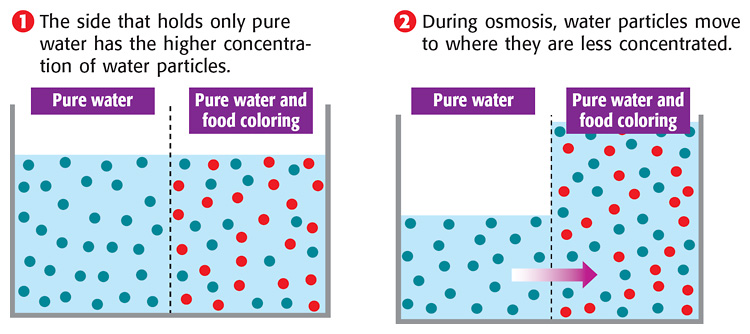 1 The side that holds only pure
water has the higher concentra-
tion of water particles.
Pure water
Pure water and
food coloring
2 During osmosis, water particles move
to where they are less concentrated.
Pure water
Pure water and
food coloring